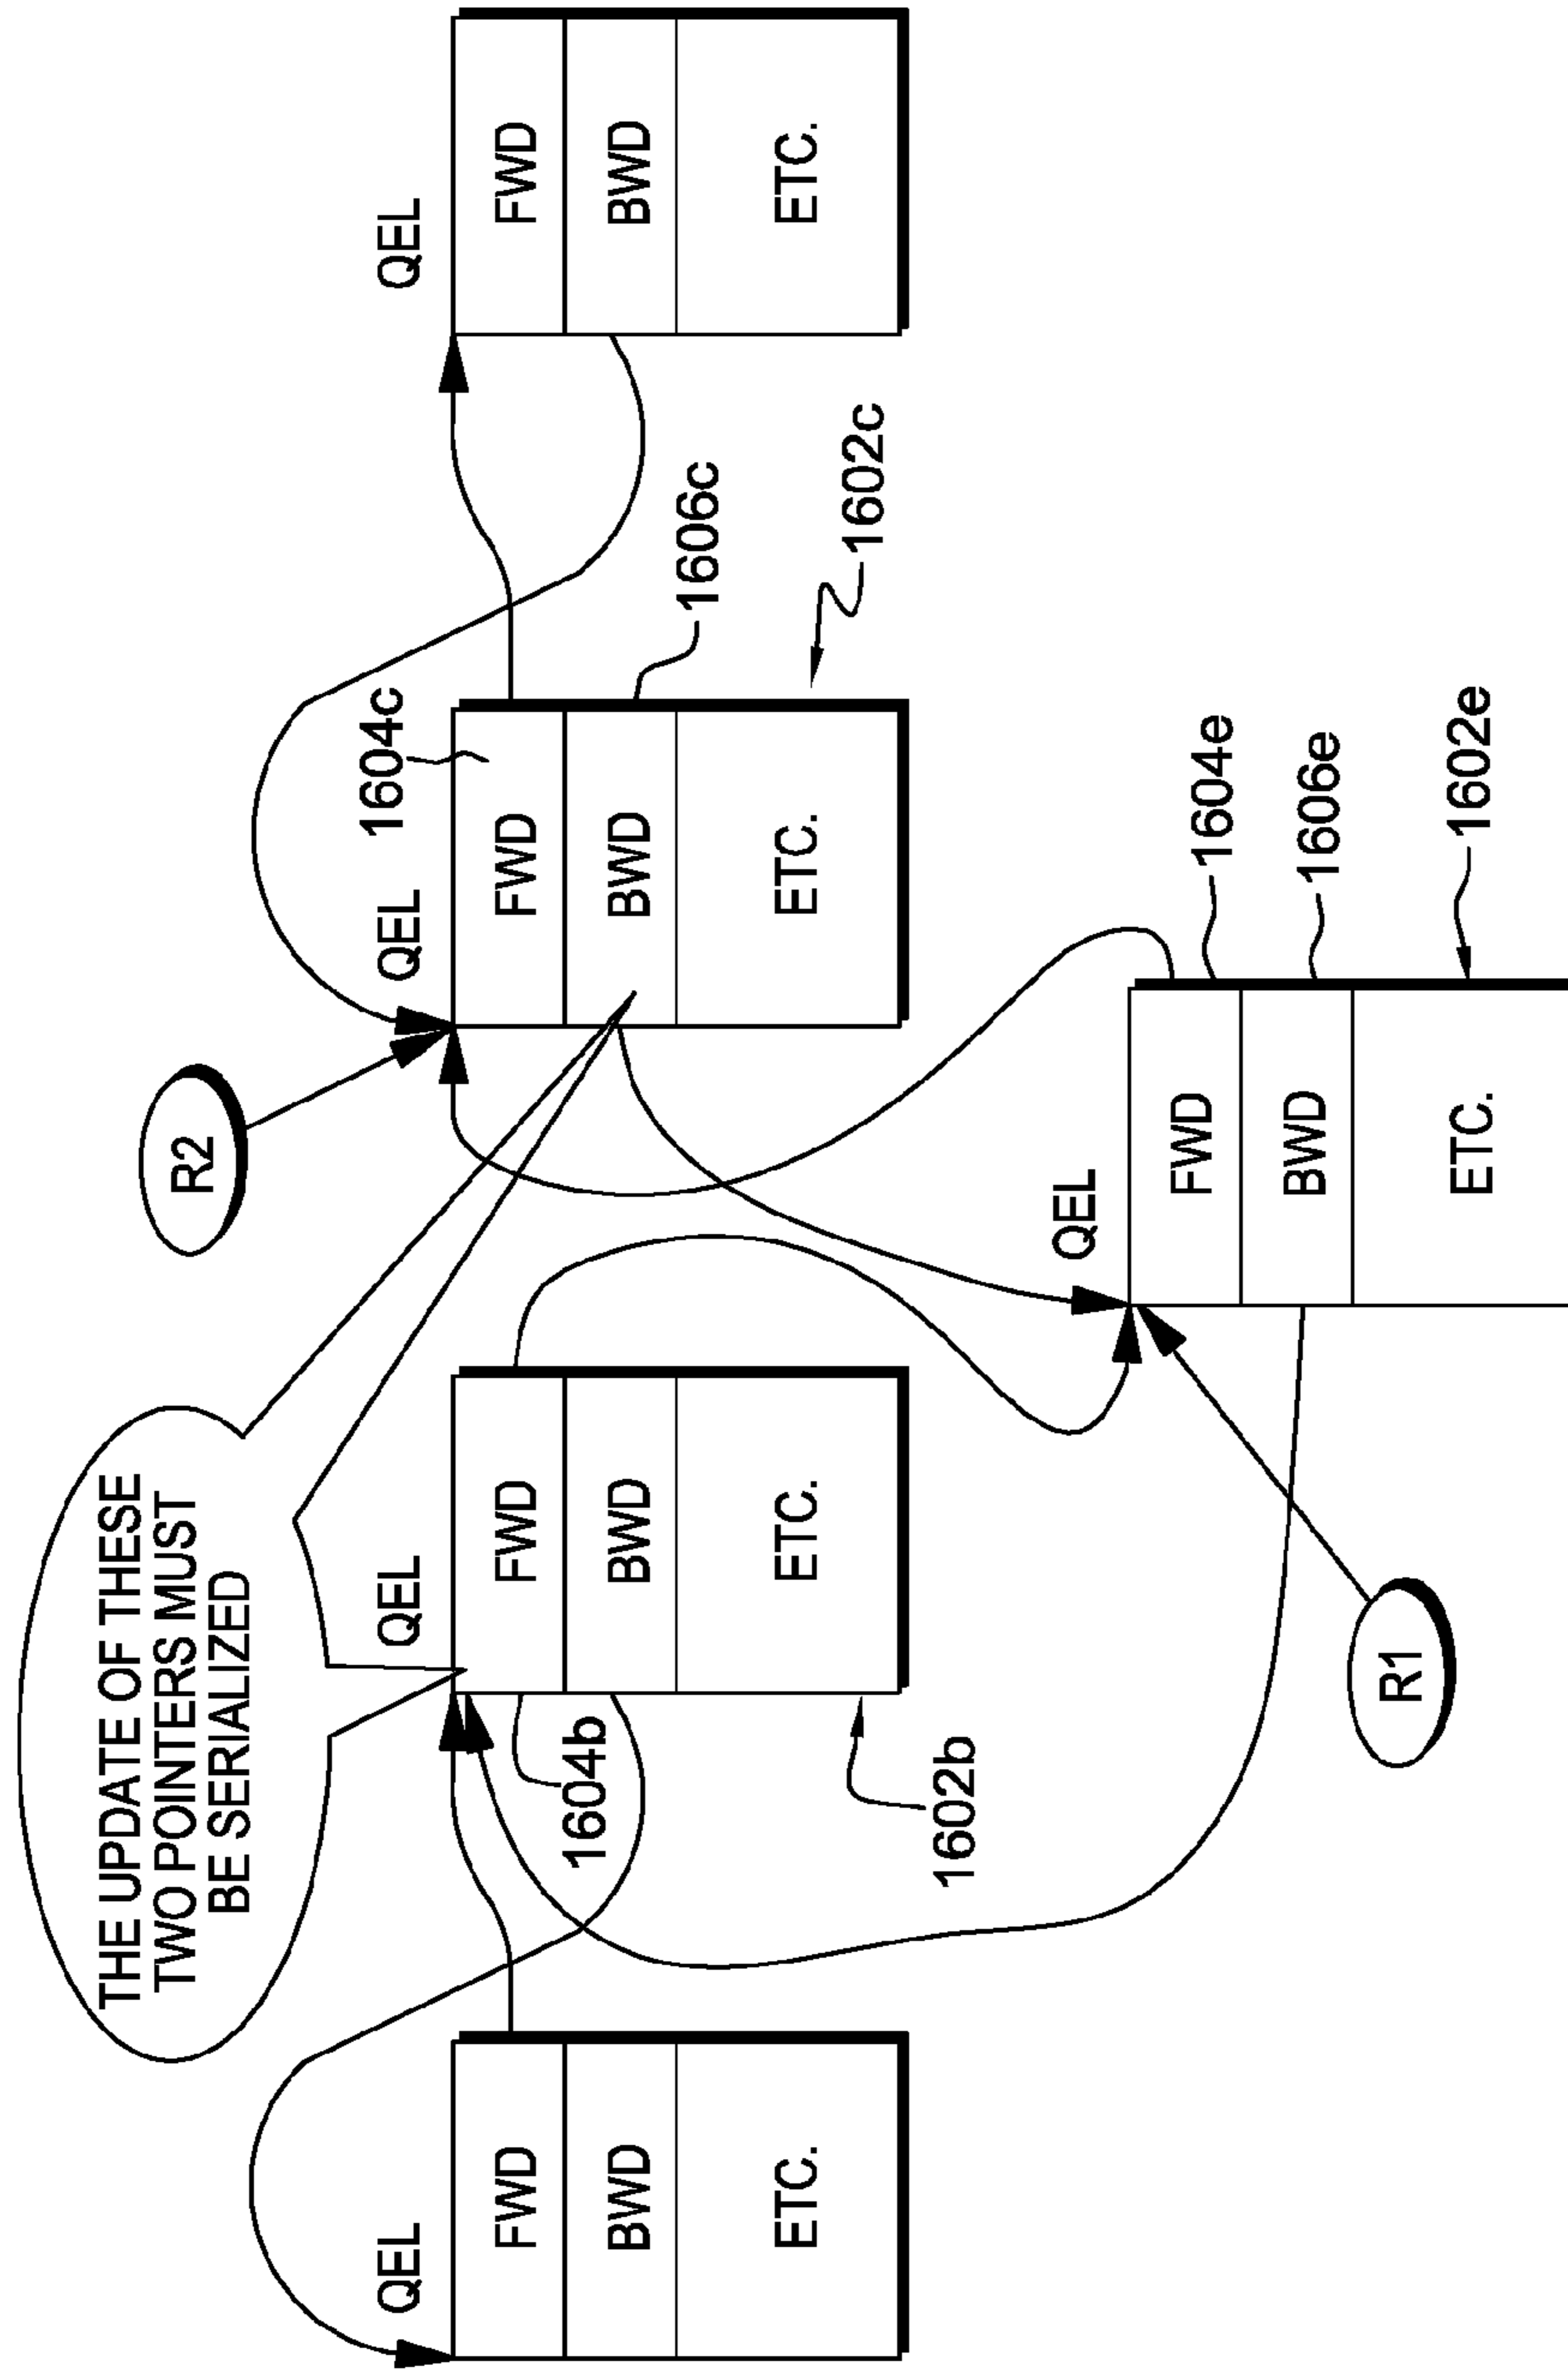 THE UPDATE OF THESE
TWO POINTERS MUST
BE SERIALIZED
R2
QEL
FWD
BWD
ETC.
QEL
FWD
BWD
ETC.
1604b
1602b
QEL
1604c
FWD
BWD
ETC.
1606c
1602c
QEL
FWD
BWD
ETC.
R1
QEL
FWD
BWD
ETC.
1604e
1606e
1602e